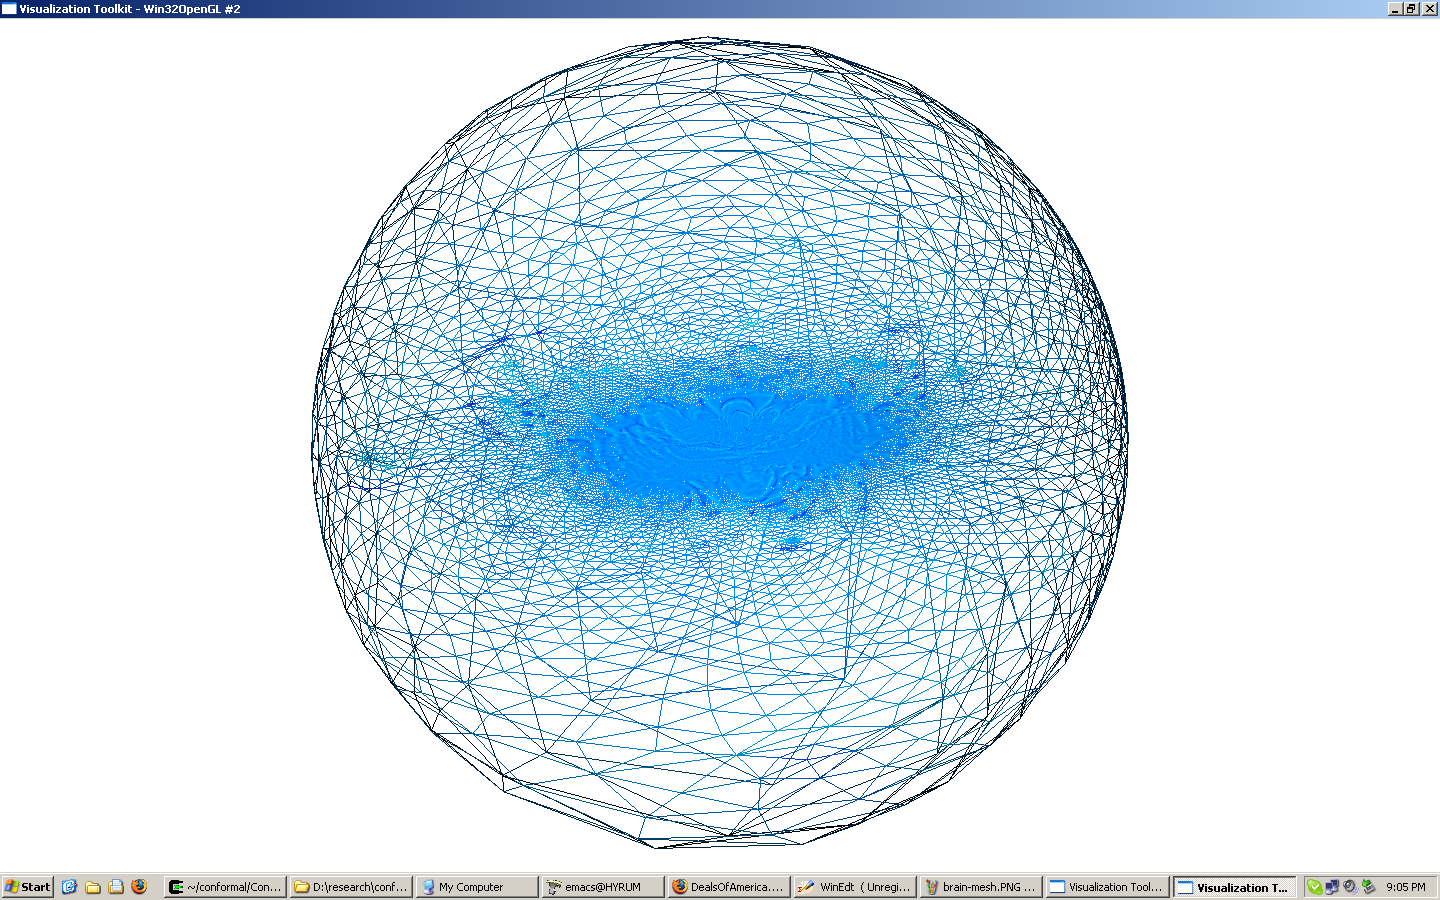 Visualization Toolkit - Win32OpenGL #2
Start
~/conformal/Con...
D:\research\conf...
My Computer
emacs@HYRUM
DealsOfAmerica....
WinEdt ( Unregi...
brain-mesh.PNG ...
Visualization Tool...
Visualization T...
9:05 PM